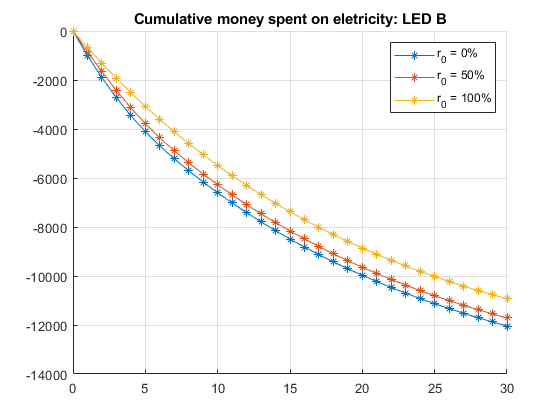 Cumulative money spent on eletricity: LED B
0
-2000
-4000
-6000
-8000
-10000
-12000
-14000
0 5 10 15 20 25 30
r0 = 0%
r0 = 50%
r0 = 100%